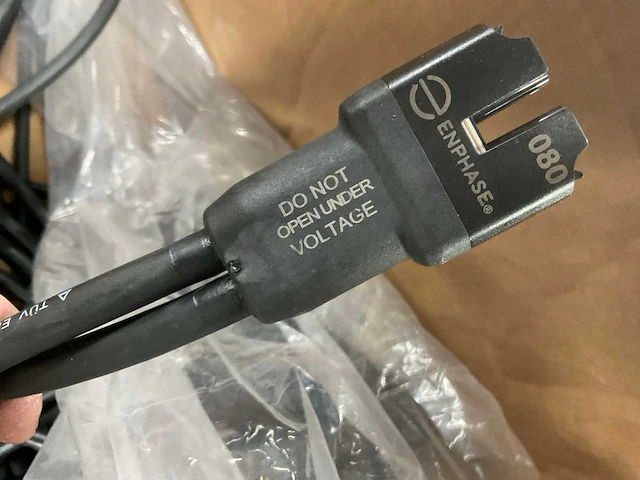 ENPHASE®
080
DO NOT
OPEN UNDER
VOLTAGE
TÜV